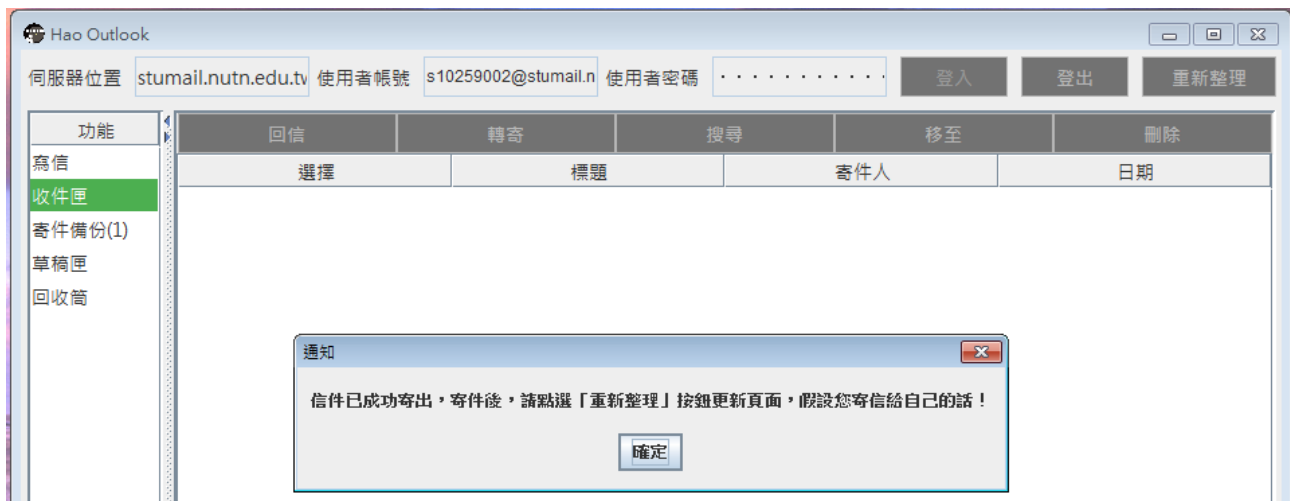 Hao Outlook
伺服器位置 stumail.nutn.edu.tw 使用者帳號 s10259002@stumail.n 使用者密碼 登入 登出 重新整理
功能 回信 轉寄 搜尋 移至 刪除
寫信 選擇 標題 寄件人 日期
收件匣
寄件備份(1)
草稿匣
回收筒
通知
信件已成功寄出，寄件後，請點選「重新整理」按鈕更新頁面，假設您寄信給自己的話！
確定